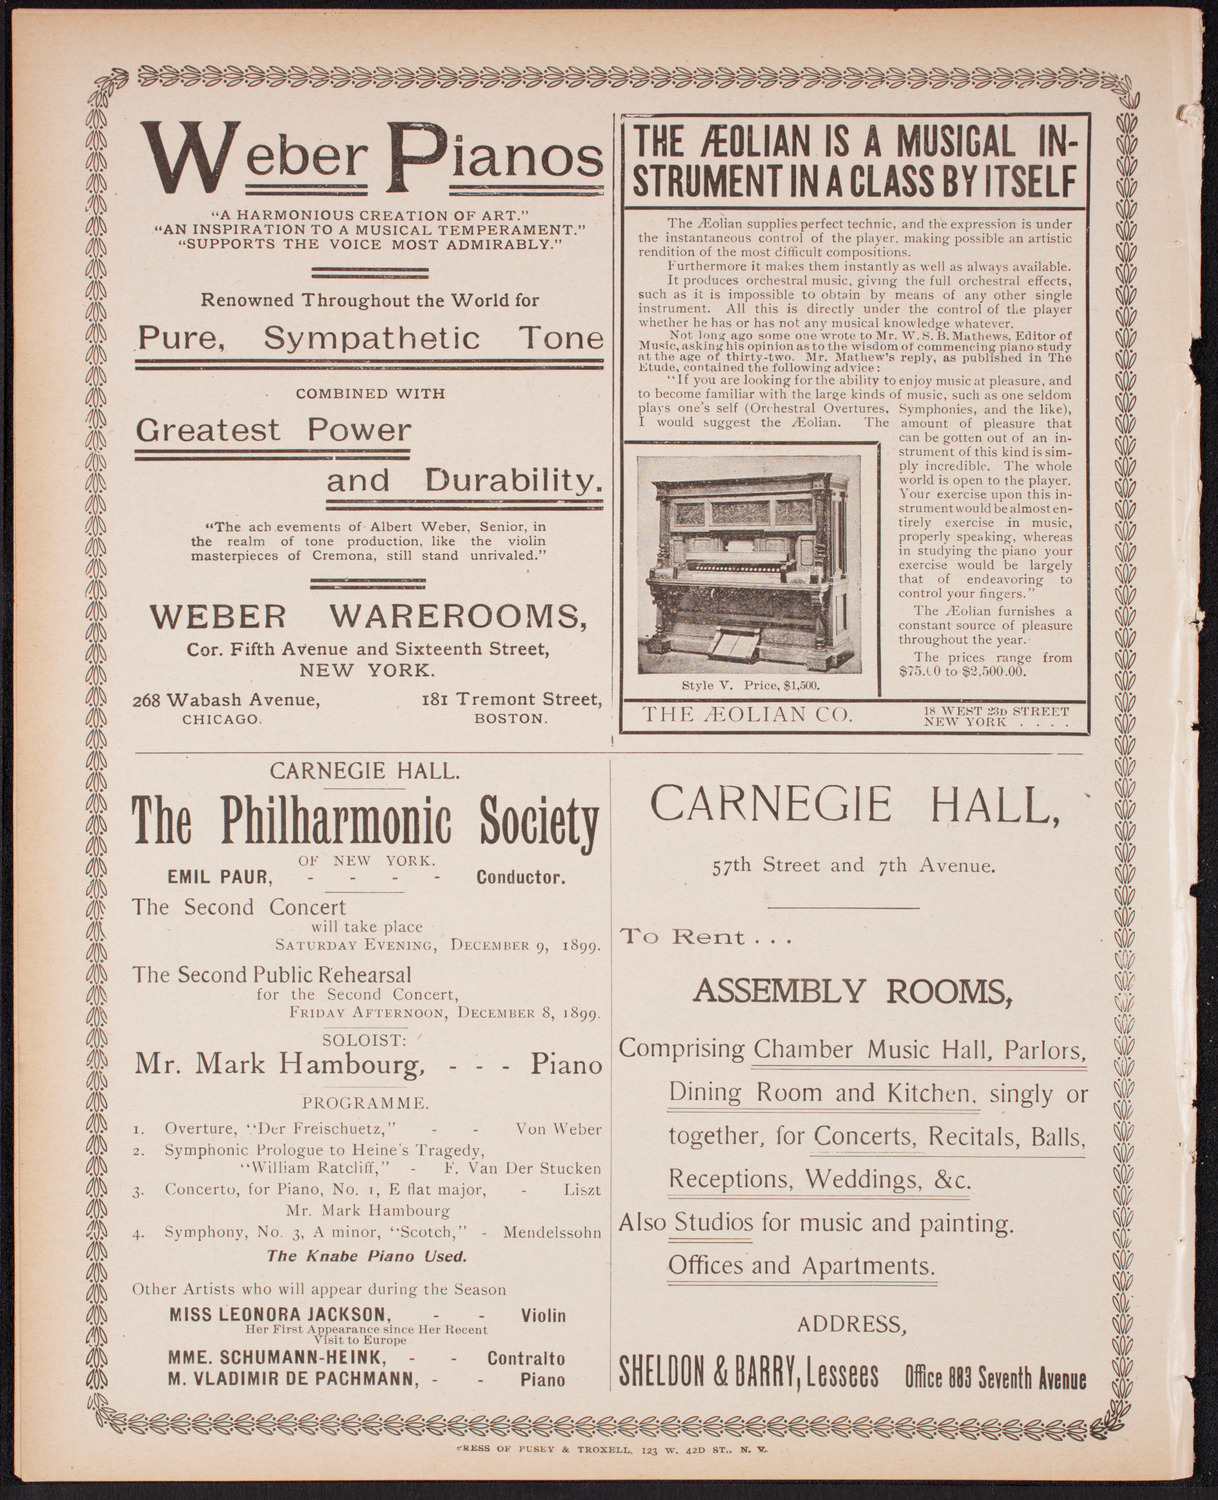 Weber Pianos
“A HARMONIOUS CREATION OF ART.”
“AN INSPIRATION TO A MUSICAL TEMPERAMENT.”
“SUPPORTS THE VOICE MOST ADMIRABLY.”
Renowned Throughout the World for
Pure, Sympathetic Tone
COMBINED WITH
Greatest Power
and Durability.
“The ach evements of Albert Weber, Senior, in
the realm of tone production, like the violin
masterpieces of Cremona, still stand unrivaled.”
WEBER WAREROOMS,
Cor. Fifth Avenue and Sixteenth Street,
NEW YORK.
268 Wabash Avenue,
CHICAGO.
181 Tremont Street,
BOSTON.
THE ÆOLIAN IS A MUSICAL IN-
STRUMENT IN A CLASS BY ITSELF
The Æolian supplies perfect technic, and the expression is under
the instantaneous control of the player, making possible an artistic
rendition of the most difficult compositions.
Furthermore it makes them instantly as well as always available.
It produces orchestral music, giving the full orchestral effects,
such as it is impossible to obtain by means of any other single
instrument. All this is directly under the control of the player
whether he has or has not any musical knowledge whatever.
Not long ago some one wrote to Mr. W. S. B. Mathews, Editor of
Music, asking his opinion as to the wisdom of commencing piano study
at the age of thirty-two. Mr. Mathew’s reply, as published in The
Etude, contained the following advice:
“If you are looking for the ability to enjoy music at pleasure, and
to become familiar with the large kinds of music, such as one seldom
plays one’s self (Orchestral Overtures, Symphonies, and the like),
I would suggest the Æolian. The amount of pleasure that
can be gotten out of an in-
strument of this kind is sim-
ply incredible. The whole
world is open to the player.
Your exercise upon this in-
strument would be almost en-
tirely exercise in music,
properly speaking, whereas
in studying the piano your
exercise would be largely
that of endeavoring to
control your fingers.”
The Æolian furnishes a
constant source of pleasure
throughout the year.
The prices range from
$75.00 to $2,500.00.
Style V. Price, $1,500.
THE ÆOLIAN CO.
18 WEST 23D STREET
NEW YORK . . . .
CARNEGIE HALL.
The Philharmonic Society
OF NEW YORK.
EMIL PAUR, - - - - Conductor.
The Second Concert
will take place
SATURDAY EVENING, DECEMBER 9, 1899.
The Second Public Rehearsal
for the Second Concert,
FRIDAY AFTERNOON, DECEMBER 8, 1899.
SOLOIST:
Mr. Mark Hambourg, - - - Piano
PROGRAMME.
1. Overture, “Der Freischuetz,” - - Von Weber
2. Symphonic Prologue to Heine’s Tragedy,
“William Ratcliff,” - F. Van Der Stucken
3. Concerto, for Piano, No. 1, E flat major, - Liszt
Mr. Mark Hambourg
4. Symphony, No. 3, A minor, “Scotch,” - Mendelssohn
The Knabe Piano Used.
Other Artists who will appear during the Season
MISS LEONORA JACKSON, - - Violin
Her First Appearance since Her Recent
Visit to Europe
MME. SCHUMANN-HEINK, - - Contralto
M. VLADIMIR DE PACHMANN, - - Piano
CARNEGIE HALL,
57th Street and 7th Avenue.
To Rent . . .
ASSEMBLY ROOMS,
Comprising Chamber Music Hall, Parlors,
Dining Room and Kitchen, singly or
together, for Concerts, Recitals, Balls,
Receptions, Weddings, &c.
Also Studios for music and painting.
Offices and Apartments.
ADDRESS,
SHELDON & BARRY, Lessees Office 883 Seventh Avenue
PRESS OF PUSEY & TROXELL, 123 W. 42D ST., N. Y.